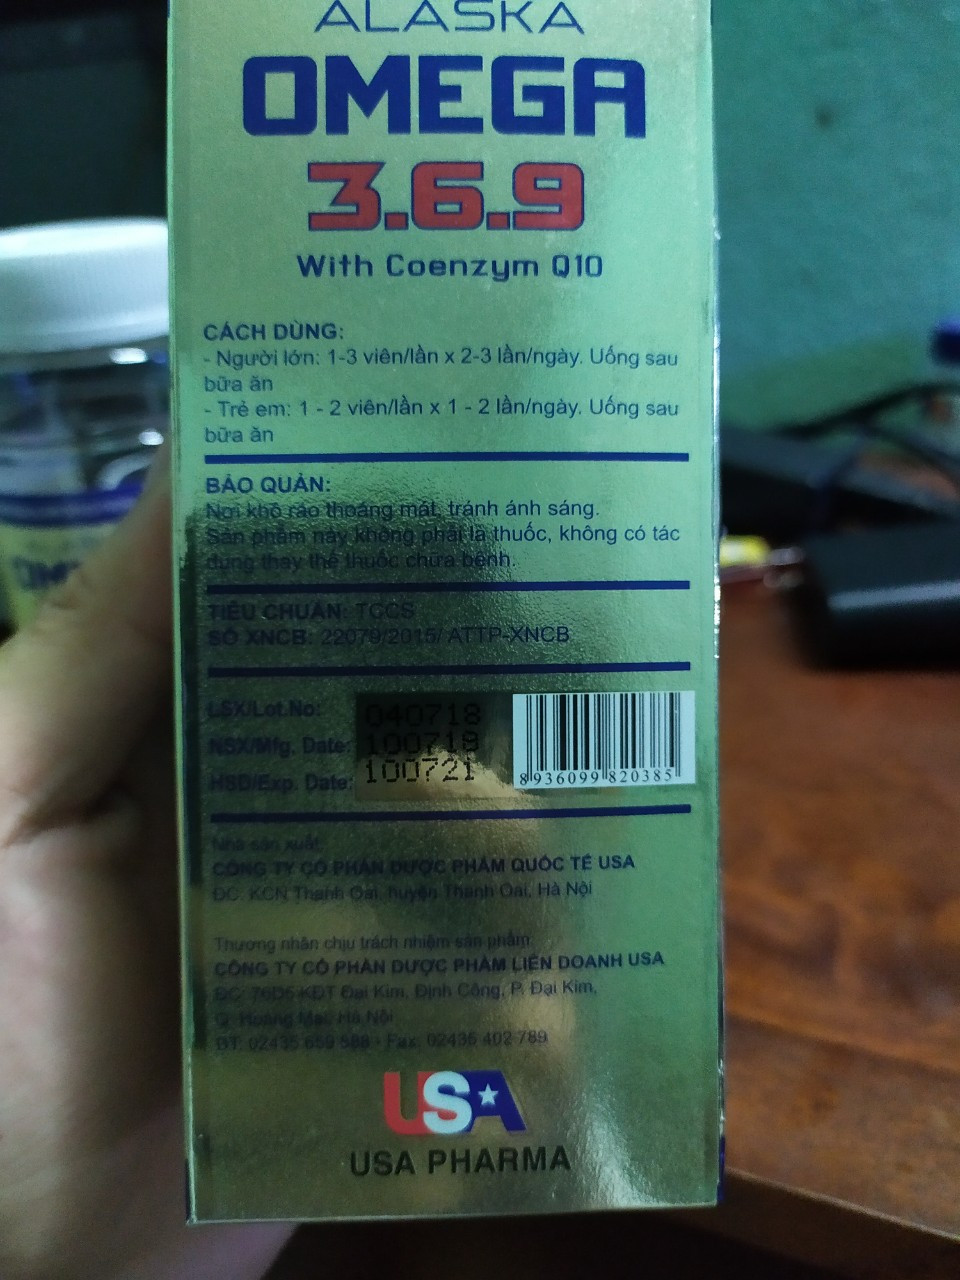 ALASKA
OMEGA
3.6.9
With Coenzym Q10
CÁCH DÙNG:
- Người lớn: 1-3 viên/lần x 2-3 lần/ngày. Uống sau
bữa ăn
- Trẻ em: 1 - 2 viên/lần x 1 - 2 lần/ngày. Uống sau
bữa ăn
BẢO QUẢN:
Nơi khô ráo thoáng mát, tránh ánh sáng.
Sản phẩm này không phải là thuốc, không có tác
dụng thay thế thuốc chữa bệnh.
TIÊU CHUẨN: TCCS
SỐ XNCB: 22079/2015/ ATTP-XNCB
LSX/Lot.No: 040718
NSX/Mfg. Date: 100718
HSD/Exp. Date: 100721
8 936099 820385
Nhà sản xuất:
CÔNG TY CỔ PHẦN DƯỢC PHẨM QUỐC TẾ USA
ĐC: KCN Thanh Oai, huyện Thanh Oai, Hà Nội
Thương nhân chịu trách nhiệm sản phẩm:
CÔNG TY CỔ PHẦN DƯỢC PHẨM LIÊN DOANH USA
ĐC: 76D5 KĐT Đại Kim, Định Công, P. Đại Kim,
Q. Hoàng Mai, Hà Nội
ĐT: 02435 659 588 - Fax: 02435 402 789
USA
USA PHARMA